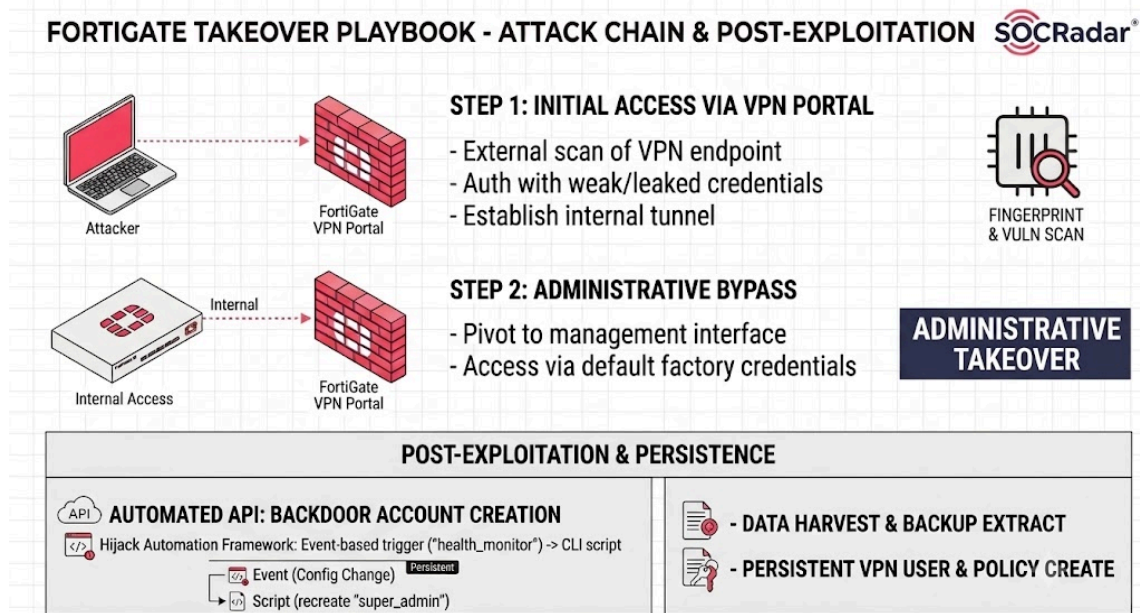 FORTIGATE TAKEOVER PLAYBOOK - ATTACK CHAIN & POST-EXPLOITATION
SOCRadar®
STEP 1: INITIAL ACCESS VIA VPN PORTAL
- External scan of VPN endpoint
- Auth with weak/leaked credentials
- Establish internal tunnel
Attacker
FortiGate
VPN Portal
FINGERPRINT
& VULN SCAN
STEP 2: ADMINISTRATIVE BYPASS
- Pivot to management interface
- Access via default factory credentials
Internal
Internal Access
FortiGate
VPN Portal
ADMINISTRATIVE
TAKEOVER
POST-EXPLOITATION & PERSISTENCE
API
AUTOMATED API: BACKDOOR ACCOUNT CREATION
</> Hijack Automation Framework: Event-based trigger ("health_monitor") -> CLI script
Persistent
</> Event (Config Change)
</> Script (recreate "super_admin")
- DATA HARVEST & BACKUP EXTRACT
- PERSISTENT VPN USER & POLICY CREATE